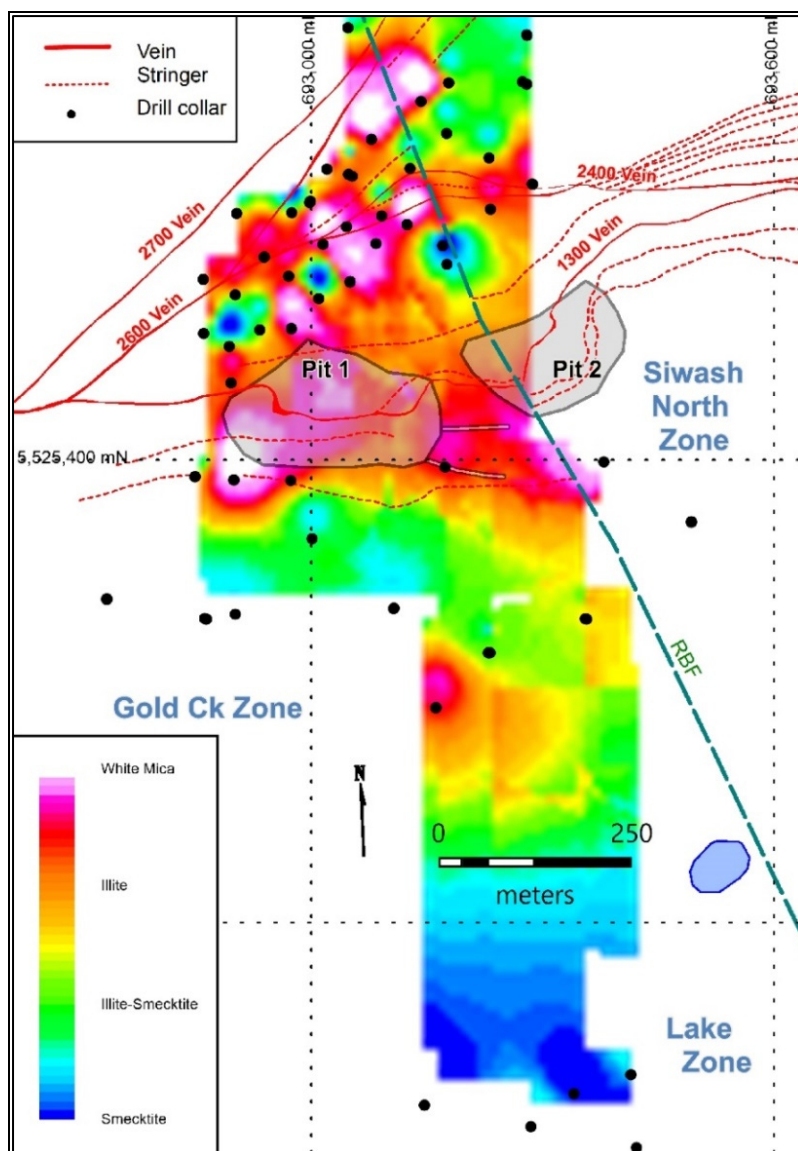 Vein
Stringer
Drill collar
693,000 mN
693,600 mN
2700 Vein
2600 Vein
2400 Vein
1300 Vein
Pit 1
Pit 2
Siwash
North
Zone
5,525,400 mN
RBF
Gold Ck Zone
N
0 250
meters
White Mica
Illite
Illite-Smecktite
Smecktite
Lake
Zone